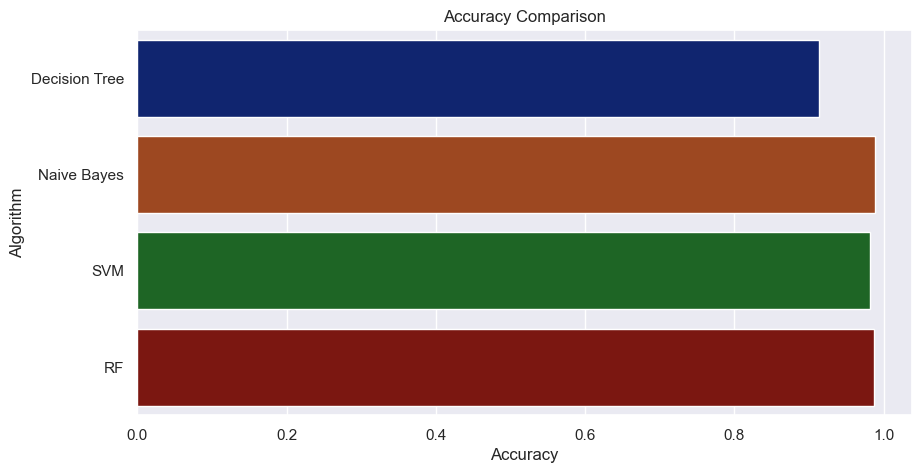 Accuracy Comparison
Algorithm
Decision Tree
Naive Bayes
SVM
RF
0.0 0.2 0.4 0.6 0.8 1.0
Accuracy